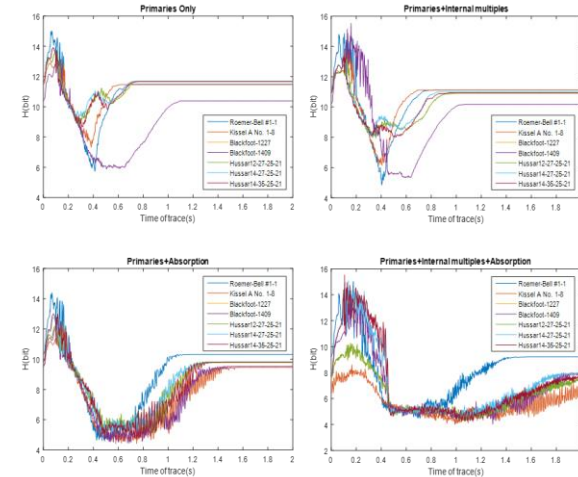 Primaries Only
H(bit)
16
14
12
10
8
6
4
0 0.2 0.4 0.6 0.8 1 1.2 1.4 1.6 1.8 2
Time of trace(s)
Roemer-Bell #1-1
Kissel A No. 1-8
Blackfoot-1227
Blackfoot-1409
Hussar12-27-25-21
Hussar14-27-25-21
Hussar14-35-25-21
Primaries+Internal multiples
H(bit)
16
14
12
10
8
6
4
0 0.2 0.4 0.6 0.8 1 1.2 1.4 1.6 1.8
Time of trace(s)
Roemer-Bell #1-1
Kissel A No. 1-8
Blackfoot-1227
Blackfoot-1409
Hussar12-27-25-21
Hussar14-27-25-21
Hussar14-35-25-21
Primaries+Absorption
H(bit)
16
14
12
10
8
6
4
0 0.2 0.4 0.6 0.8 1 1.2 1.4 1.6 1.8 2
Time of trace(s)
Roemer-Bell #1-1
Kissel A No. 1-8
Blackfoot-1227
Blackfoot-1409
Hussar12-27-25-21
Hussar14-27-25-21
Hussar14-35-25-21
Primaries+Internal multiples+Absorption
H(bit)
16
14
12
10
8
6
4
2
0 0.2 0.4 0.6 0.8 1 1.2 1.4 1.6 1.8
Time of trace(s)
Roemer-Bell #1-1
Kissel A No. 1-8
Blackfoot-1227
Blackfoot-1409
Hussar12-27-25-21
Hussar14-27-25-21
Hussar14-35-25-21